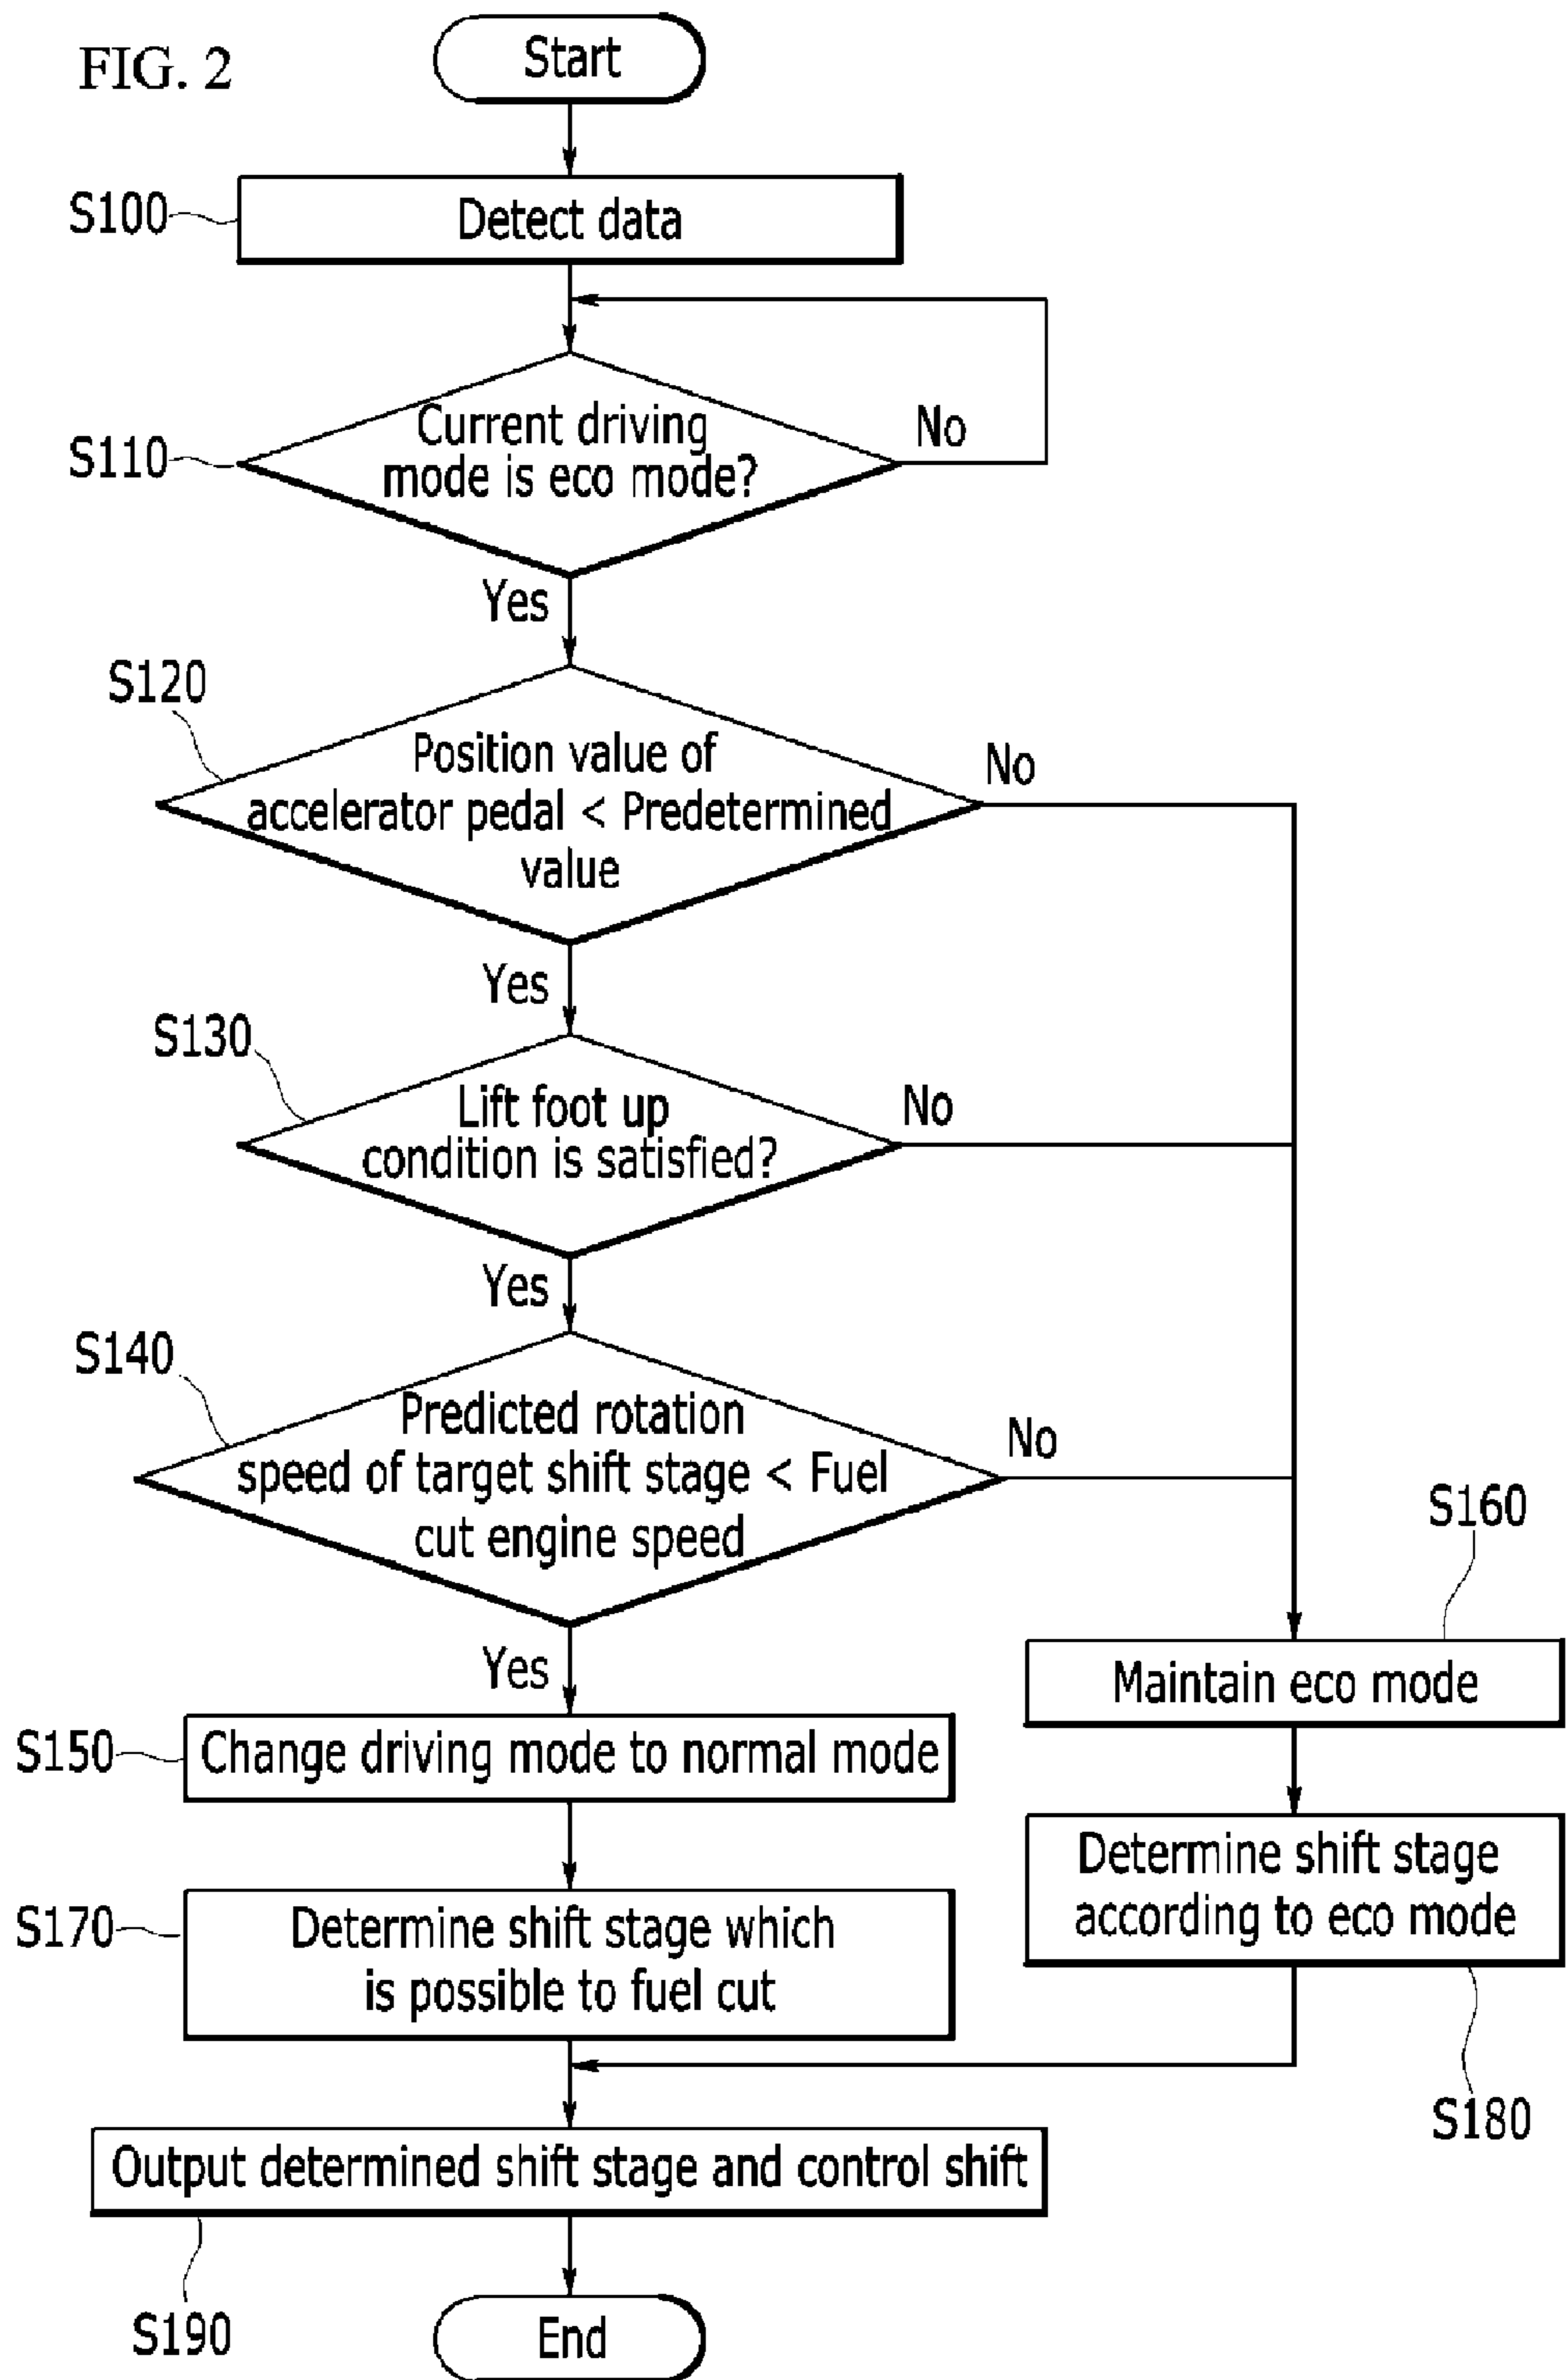 FIG. 2
Start
S100
Detect data
S110
Current driving
mode is eco mode?
No
Yes
S120
Position value of
accelerator pedal < Predetermined
value
No
Yes
S130
Lift foot up
condition is satisfied?
No
Yes
S140
Predicted rotation
speed of target shift stage < Fuel
cut engine speed
No
Yes
S160
Maintain eco mode
S150
Change driving mode to normal mode
Determine shift stage
according to eco mode
S170
Determine shift stage which
is possible to fuel cut
S180
Output determined shift stage and control shift
S190
End